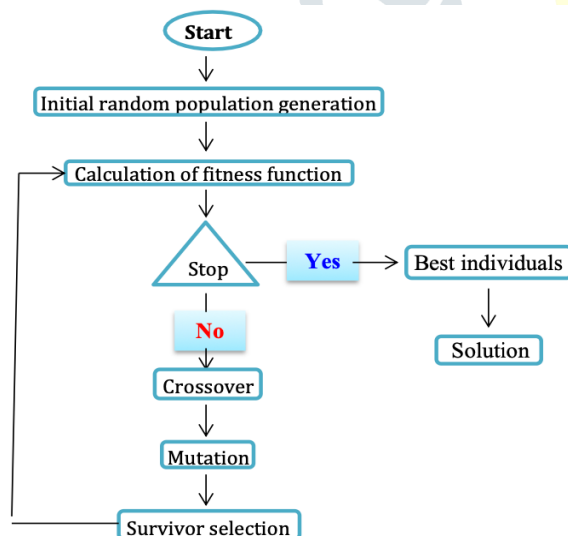 Start
Initial random population generation
Calculation of fitness function
Stop
Yes
Best individuals
No
Solution
Crossover
Mutation
Survivor selection